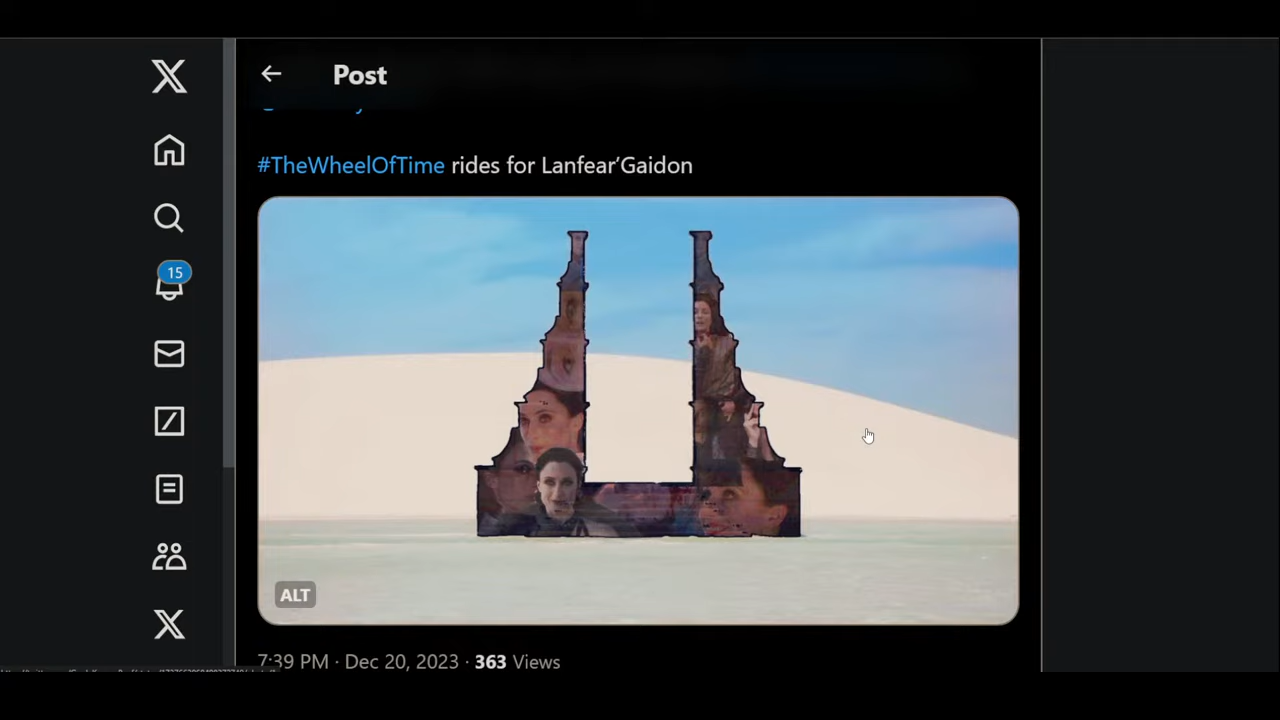 Post
#TheWheelOfTime rides for Lanfear'Gaidon
15
ALT
7:39 PM · Dec 20, 2023 · 363 Views